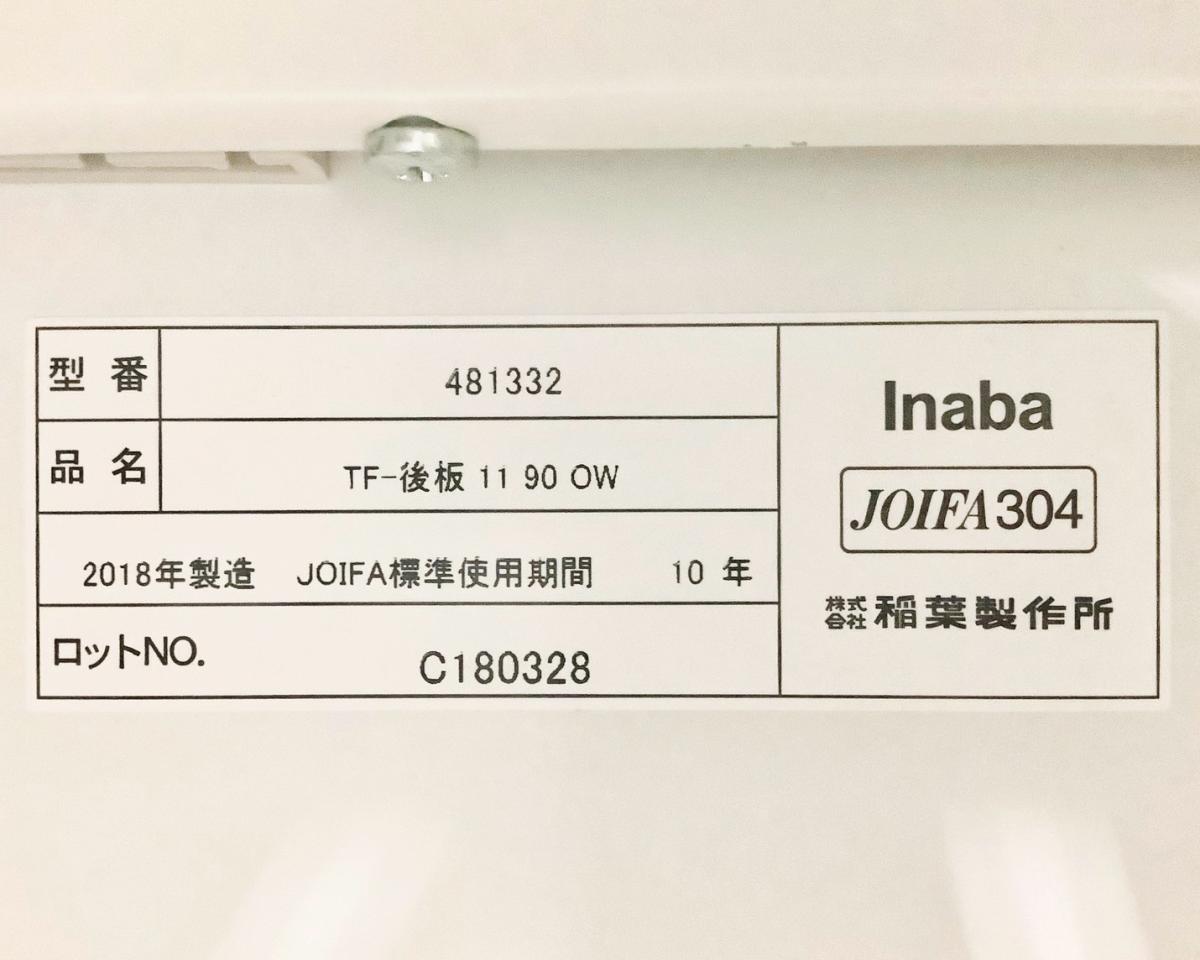 型番 481332
品名 TF-後板 11 90 OW
2018年製造 JOIFA標準使用期間 10 年
ロットNO. C180328
Inaba
JOIFA304
株式会社 稲葉製作所